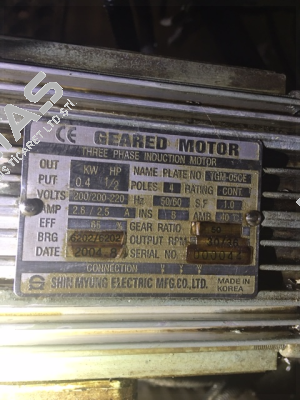 CE GEARED MOTOR
THREE PHASE INDUCTION MOTOR
OUT KW HP NAME PLATE NO YGM-050E
PUT 0.4 1/2 POLES 4 RATING CONT
VOLTS 200/200-220 Hz 50/60 S.F 1.0
AMP 2.6/2.5 A INS AMB
EFF 65 % GEAR RATIO
BRG OUTPUT RPM
DATE 2004. SERIAL NO
CONNECTION
SHIN MYUNG ELECTRIC MFG.CO.,LTD. MADE IN KOREA